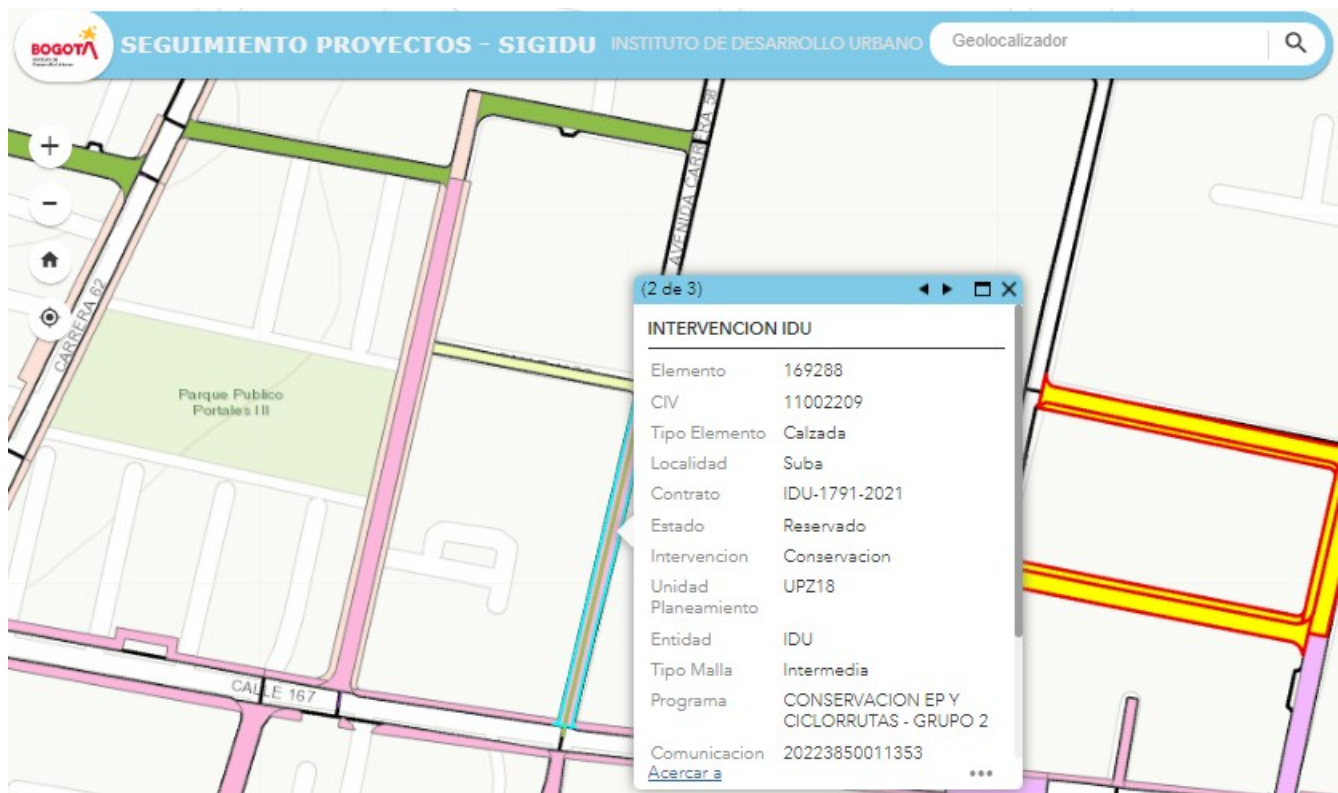 BOGOTÁ
SEGUIMIENTO PROYECTOS - SIGIDU INSTITUTO DE DESARROLLO URBANO
Geolocalizador
AVENIDA CARRERA 58
CARRERA 62
Parque Publico
Portales III
CALLE 167
(2 de 3)
INTERVENCION IDU
Elemento 169288
CIV 11002209
Tipo Elemento Calzada
Localidad Suba
Contrato IDU-1791-2021
Estado Reservado
Intervencion Conservacion
Unidad UPZ18
Planeamiento
Entidad IDU
Tipo Malla Intermedia
Programa CONSERVACION EP Y
CICLORRUTAS - GRUPO 2
Comunicacion 20223850011353
Acercar a